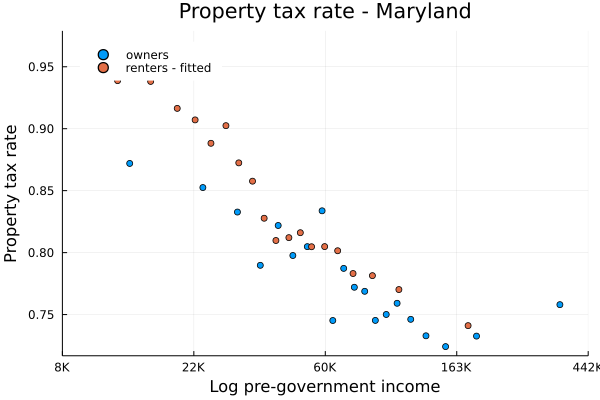 Property tax rate - Maryland
owners
renters - fitted
0.95
0.90
0.85
0.80
0.75
Property tax rate
8K
22K
60K
163K
442K
Log pre-government income